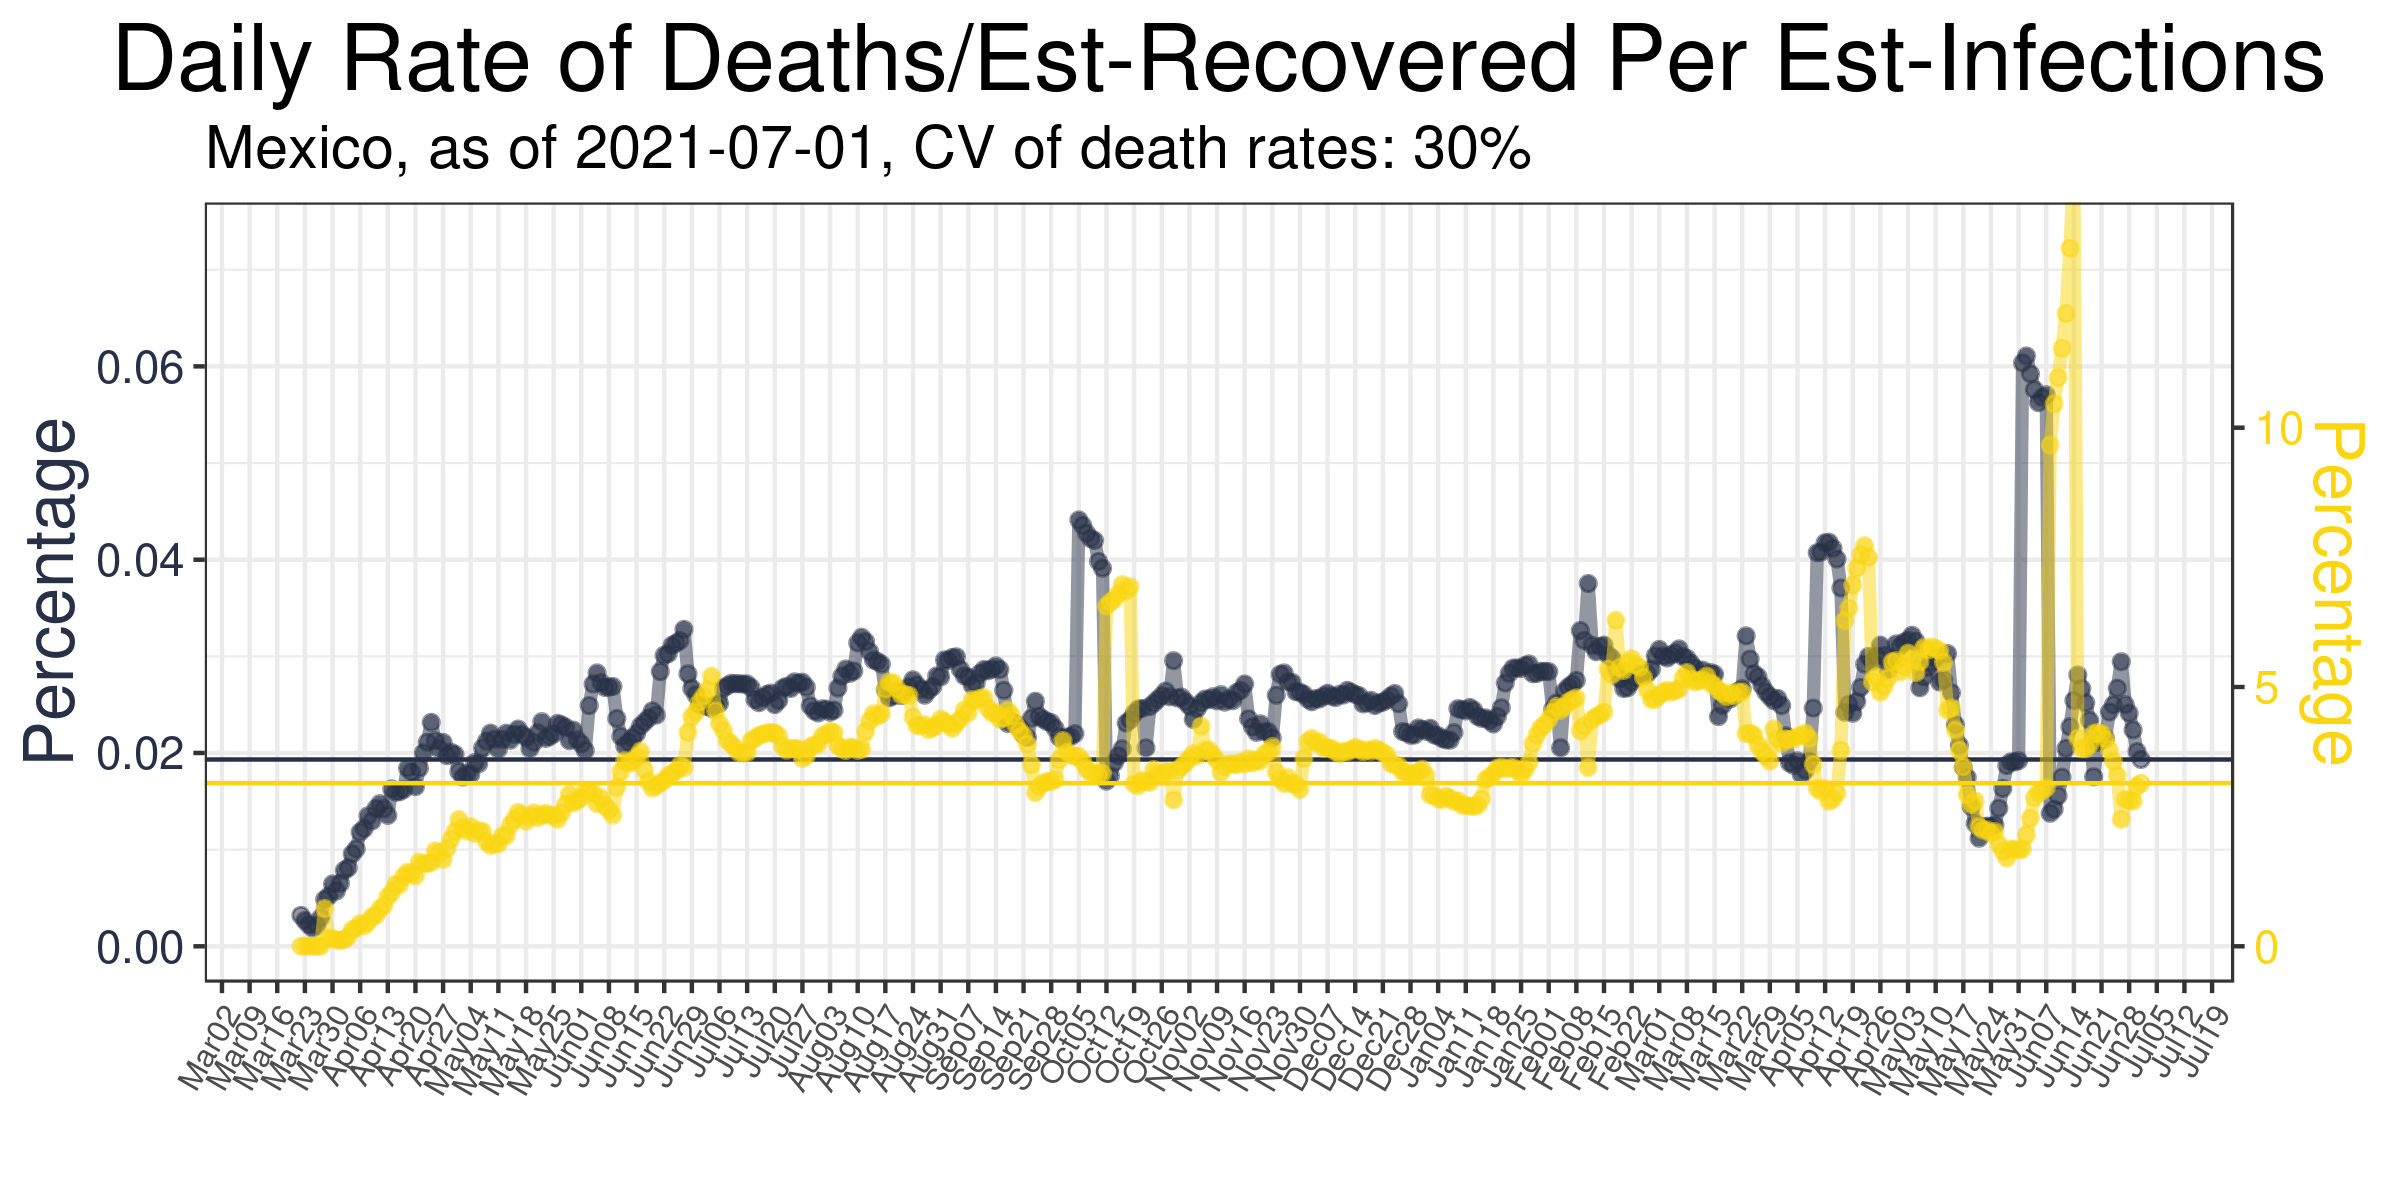 Daily Rate of Deaths/Est-Recovered Per Est-Infections
Mexico, as of 2021-07-01, CV of death rates: 30%
Percentage
0.06
0.04
0.02
0.00
10
5
0
Percentage
Mar02
Mar09
Mar16
Mar23
Mar30
Apr06
Apr13
Apr20
Apr27
May04
May11
May18
May25
Jun01
Jun08
Jun15
Jun22
Jun29
Jul06
Jul13
Jul20
Jul27
Aug03
Aug10
Aug17
Aug24
Aug31
Sep07
Sep14
Sep21
Sep28
Oct05
Oct12
Oct19
Oct26
Nov02
Nov09
Nov16
Nov23
Nov30
Dec07
Dec14
Dec21
Dec28
Jan04
Jan11
Jan18
Jan25
Feb01
Feb08
Feb15
Feb22
Mar01
Mar08
Mar15
Mar22
Mar29
Apr05
Apr12
Apr19
Apr26
May03
May10
May17
May24
May31
Jun07
Jun14
Jun21
Jun28
Jul05
Jul12
Jul19